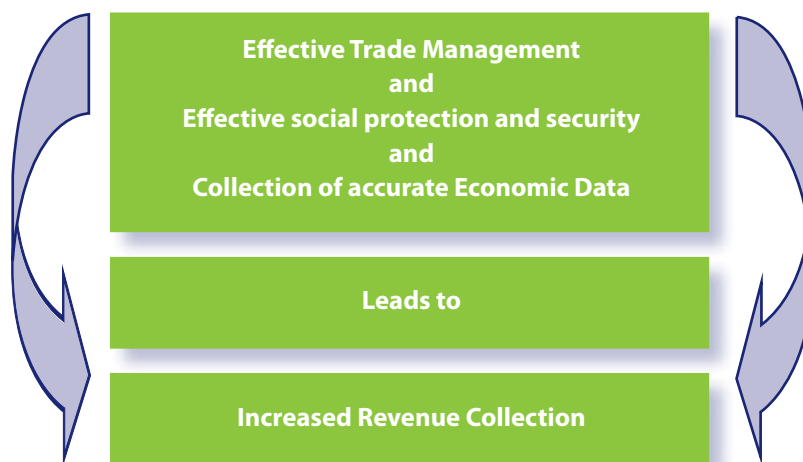 Effective Trade Management
and
Effective social protection and security
and
Collection of accurate Economic Data
Leads to
Increased Revenue Collection